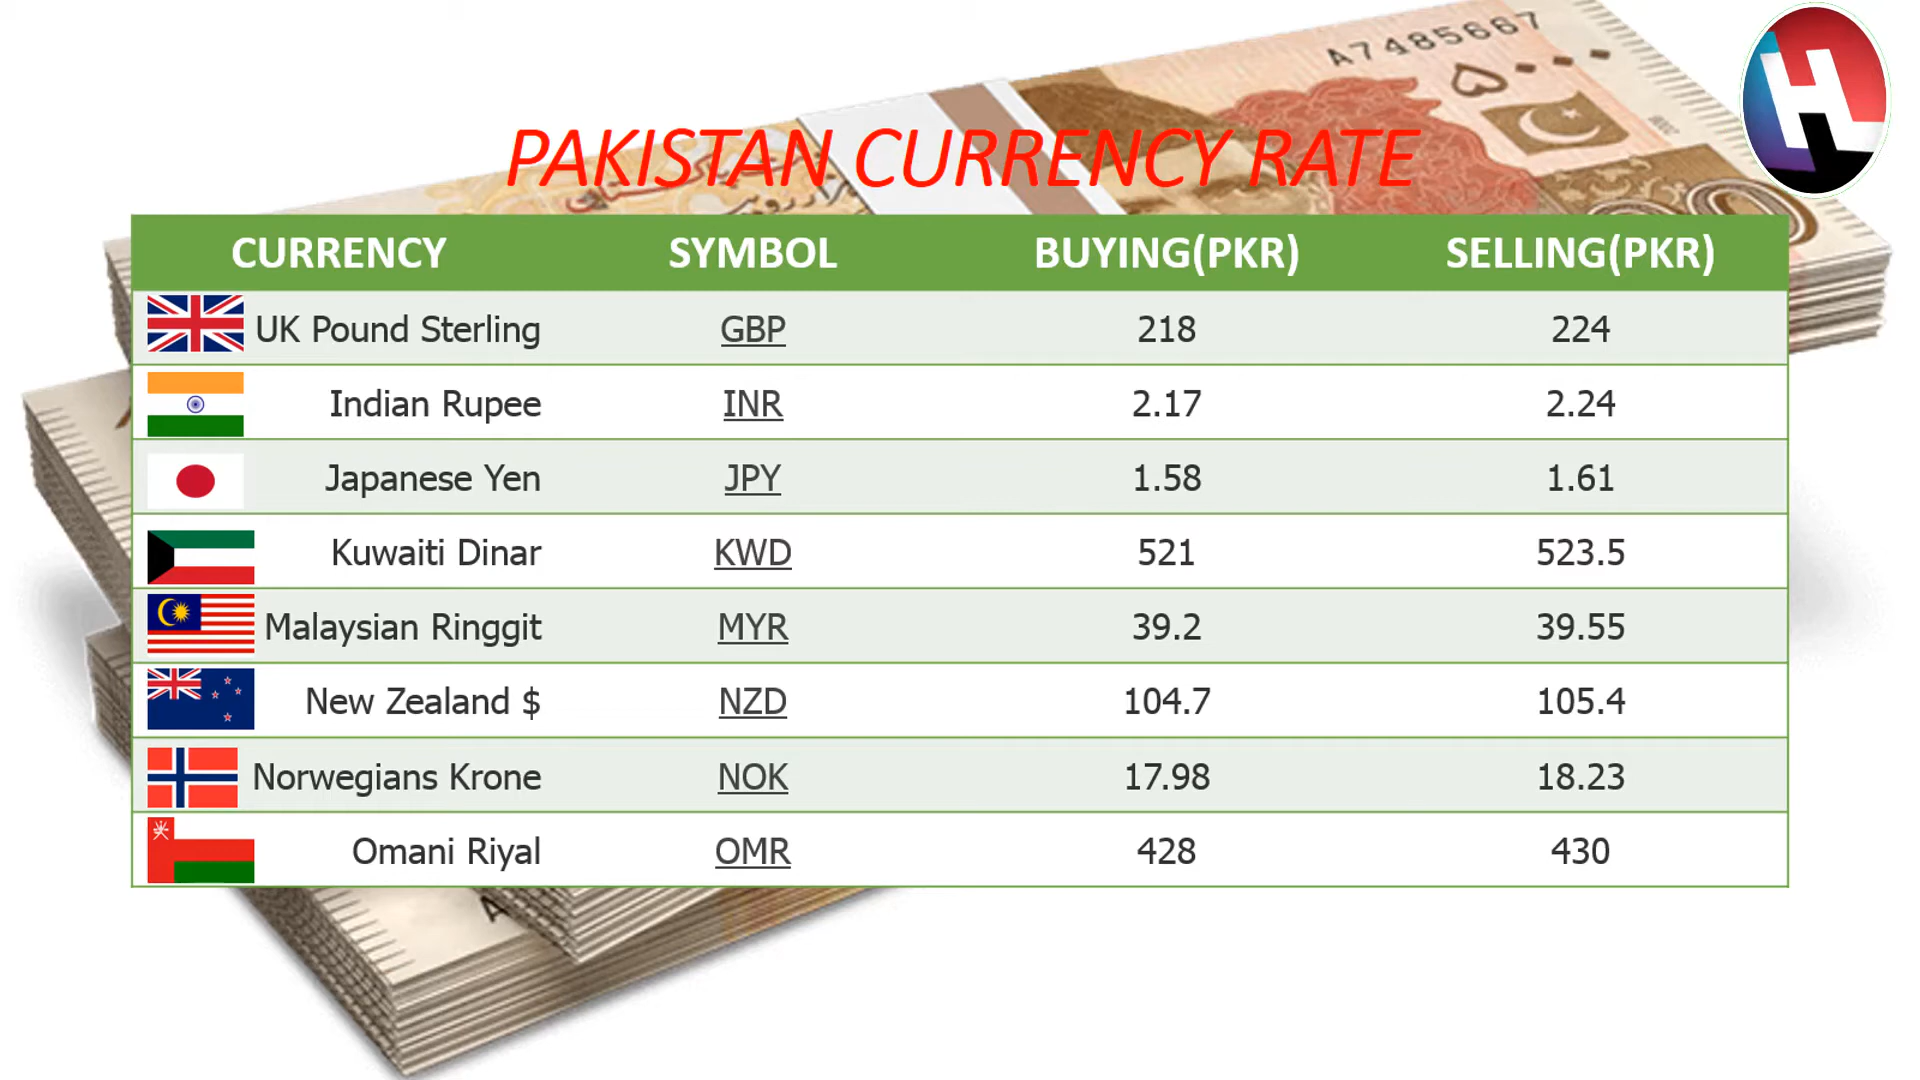 A7485667
۵۰۰۰
PAKISTAN CURRENCY RATE
CURRENCY SYMBOL BUYING(PKR) SELLING(PKR)
UK Pound Sterling GBP 218 224
Indian Rupee INR 2.17 2.24
Japanese Yen JPY 1.58 1.61
Kuwaiti Dinar KWD 521 523.5
Malaysian Ringgit MYR 39.2 39.55
New Zealand $ NZD 104.7 105.4
Norwegians Krone NOK 17.98 18.23
Omani Riyal OMR 428 430